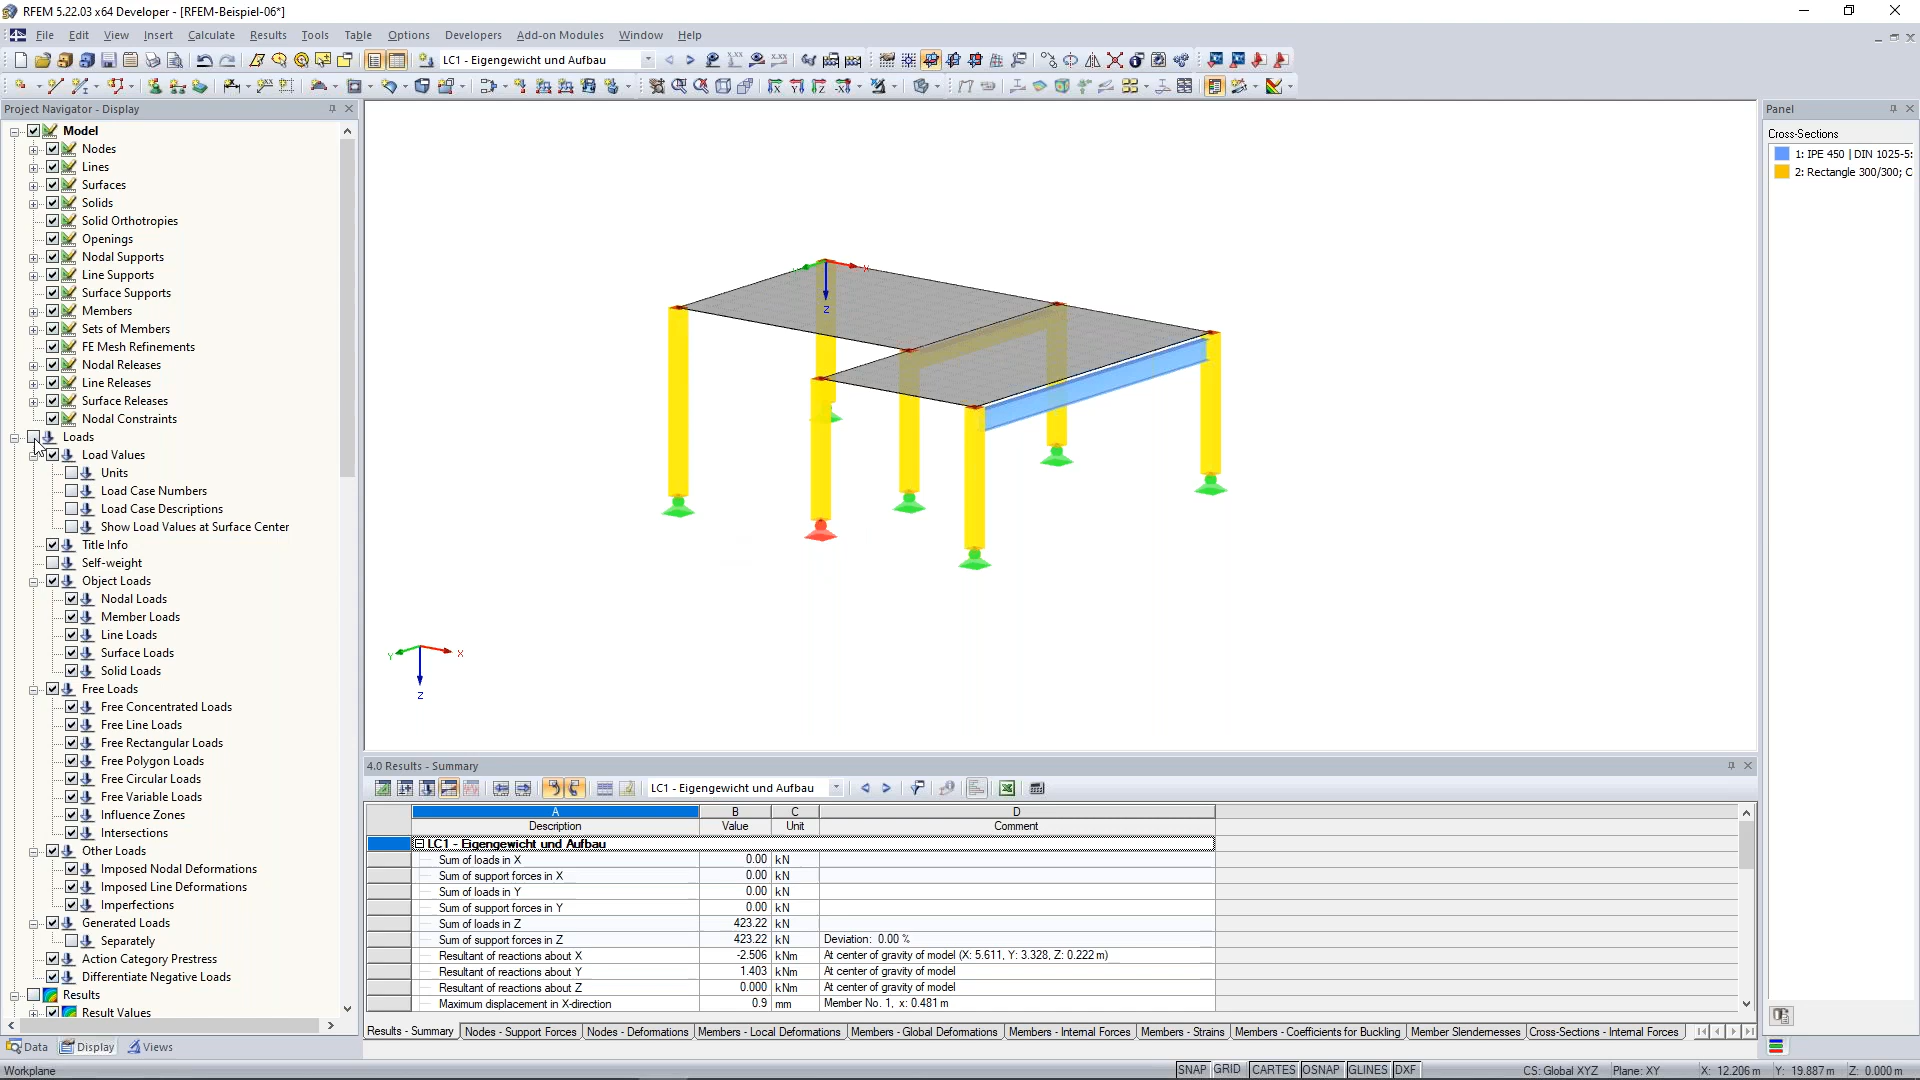 RFEM 5.22.03 x64 Developer - [RFEM-Beispiel-06*]
File Edit View Insert Calculate Results Tools Table Options Developers Add-on Modules Window Help
LC1 - Eigengewicht und Aufbau
Project Navigator - Display
Model
Nodes
Lines
Surfaces
Solids
Solid Orthotropies
Openings
Nodal Supports
Line Supports
Surface Supports
Members
Sets of Members
FE Mesh Refinements
Nodal Releases
Line Releases
Surface Releases
Nodal Constraints
Loads
Load Values
Units
Load Case Numbers
Load Case Descriptions
Show Load Values at Surface Center
Title Info
Self-weight
Object Loads
Nodal Loads
Member Loads
Line Loads
Surface Loads
Solid Loads
Free Loads
Free Concentrated Loads
Free Line Loads
Free Rectangular Loads
Free Polygon Loads
Free Circular Loads
Free Variable Loads
Influence Zones
Intersections
Other Loads
Imposed Nodal Deformations
Imposed Line Deformations
Imperfections
Generated Loads
Separately
Action Category Prestress
Differentiate Negative Loads
Results
Result Values
Data Display Views
X
Z
Y X
Z
Panel
Cross-Sections
1: IPE 450 | DIN 1025-5:
2: Rectangle 300/300; C
4.0 Results - Summary
LC1 - Eigengewicht und Aufbau
A B C D
Description Value Unit Comment
LC1 - Eigengewicht und Aufbau
Sum of loads in X 0.00 kN
Sum of support forces in X 0.00 kN
Sum of loads in Y 0.00 kN
Sum of support forces in Y 0.00 kN
Sum of loads in Z 423.22 kN
Sum of support forces in Z 423.22 kN Deviation: 0.00 %
Resultant of reactions about X -2.506 kNm At center of gravity of model (X: 5.611, Y: 3.328, Z: 0.222 m)
Resultant of reactions about Y 1.403 kNm At center of gravity of model
Resultant of reactions about Z 0.000 kNm At center of gravity of model
Maximum displacement in X-direction 0.9 mm Member No. 1, x: 0.481 m
Results - Summary Nodes - Support Forces Nodes - Deformations Members - Local Deformations Members - Global Deformations Members - Internal Forces Members - Strains Members - Coefficients for Buckling Member Slendernesses Cross-Sections - Internal Forces
Workplane SNAP GRID CARTES OSNAP GLINES DXF CS: Global XYZ Plane: XY X: 12.206 m Y: 19.887 m Z: 0.000 m